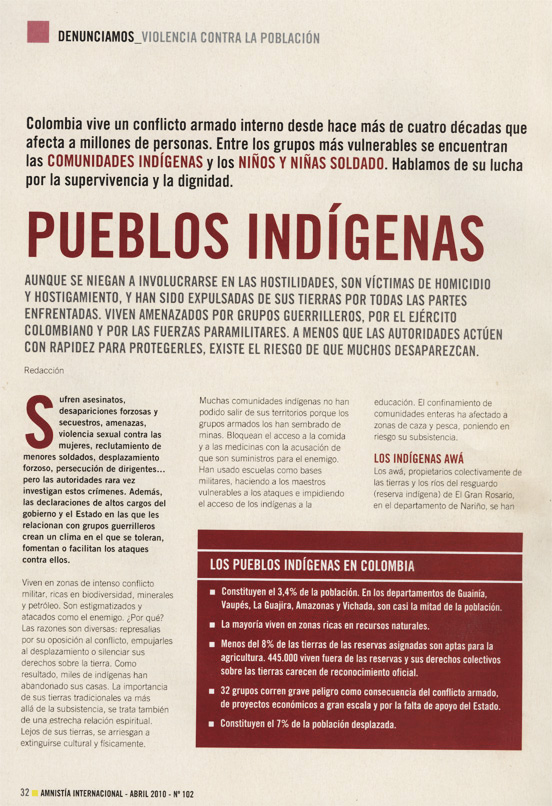 DENUNCIAMOS_VIOLENCIA CONTRA LA POBLACIÓN
Colombia vive un conflicto armado interno desde hace más de cuatro décadas que
afecta a millones de personas. Entre los grupos más vulnerables se encuentran
las COMUNIDADES INDÍGENAS y los NIÑOS Y NIÑAS SOLDADO. Hablamos de su lucha
por la supervivencia y la dignidad.
PUEBLOS INDÍGENAS
AUNQUE SE NIEGAN A INVOLUCRARSE EN LAS HOSTILIDADES, SON VÍCTIMAS DE HOMICIDIO
Y HOSTIGAMIENTO, Y HAN SIDO EXPULSADAS DE SUS TIERRAS POR TODAS LAS PARTES
ENFRENTADAS. VIVEN AMENAZADOS POR GRUPOS GUERRILLEROS, POR EL EJÉRCITO
COLOMBIANO Y POR LAS FUERZAS PARAMILITARES. A MENOS QUE LAS AUTORIDADES ACTÚEN
CON RAPIDEZ PARA PROTEGERLES, EXISTE EL RIESGO DE QUE MUCHOS DESAPAREZCAN.
Redacción
Sufren asesinatos,
desapariciones forzosas y
secuestros, amenazas,
violencia sexual contra las
mujeres, reclutamiento de
menores soldados, desplazamiento
forzoso, persecución de dirigentes...
pero las autoridades rara vez
investigan estos crímenes. Además,
las declaraciones de altos cargos del
gobierno y el Estado en las que les
relacionan con grupos guerrilleros
crean un clima en el que se toleran,
fomentan o facilitan los ataques
contra ellos.
Viven en zonas de intenso conflicto
militar, ricas en biodiversidad, minerales
y petróleo. Son estigmatizados y
atacados como el enemigo. ¿Por qué?
Las razones son diversas: represalias
por su oposición al conflicto, empujarles
al desplazamiento o silenciar sus
derechos sobre la tierra. Como
resultado, miles de indígenas han
abandonado sus casas. La importancia
de sus tierras tradicionales va más
allá de la subsistencia, se trata también
de una estrecha relación espiritual.
Lejos de sus tierras, se arriesgan a
extinguirse cultural y físicamente.
Muchas comunidades indígenas no han
podido salir de sus territorios porque los
grupos armados los han sembrado de
minas. Bloquean el acceso a la comida
y a las medicinas con la acusación de
que son suministros para el enemigo.
Han usado escuelas como bases
militares, haciendo a los maestros
vulnerables a los ataques e impidiendo
el acceso de los indígenas a la
educación. El confinamiento de
comunidades enteras ha afectado a
zonas de caza y pesca, poniendo en
riesgo su subsistencia.
LOS INDÍGENAS AWÁ
Los awá, propietarios colectivamente de
las tierras y los ríos del resguardo
(reserva indígena) de El Gran Rosario,
en el departamento de Nariño, se han
LOS PUEBLOS INDÍGENAS EN COLOMBIA
■ Constituyen el 3,4% de la población. En los departamentos de Guainía,
Vaupés, La Guajira, Amazonas y Vichada, son casi la mitad de la población.
■ La mayoría viven en zonas ricas en recursos naturales.
■ Menos del 8% de las tierras de las reservas asignadas son aptas para la
agricultura. 445.000 viven fuera de las reservas y sus derechos colectivos
sobre las tierras carecen de reconocimiento oficial.
■ 32 grupos corren grave peligro como consecuencia del conflicto armado,
de proyectos económicos a gran escala y por la falta de apoyo del Estado.
■ Constituyen el 7% de la población desplazada.
32 AMNISTÍA INTERNACIONAL - ABRIL 2010 - Nº 102